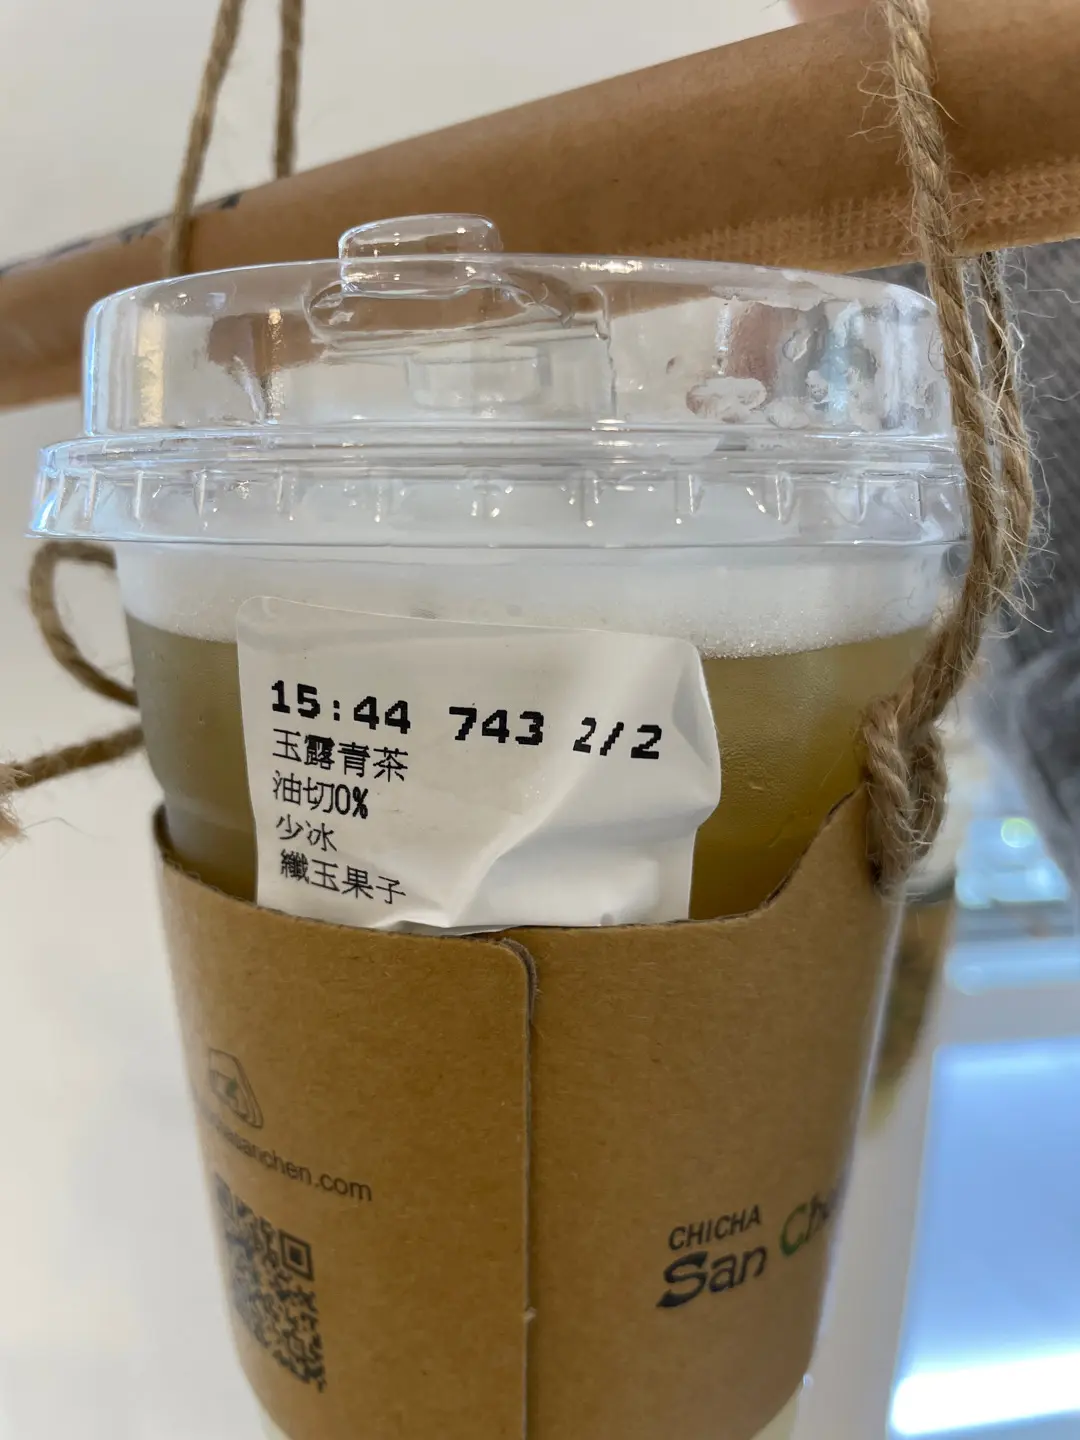 15:44 743 2/2
玉露青茶
油切0%
少冰
纖玉果子
sanchen.com
CHICHA
San Che